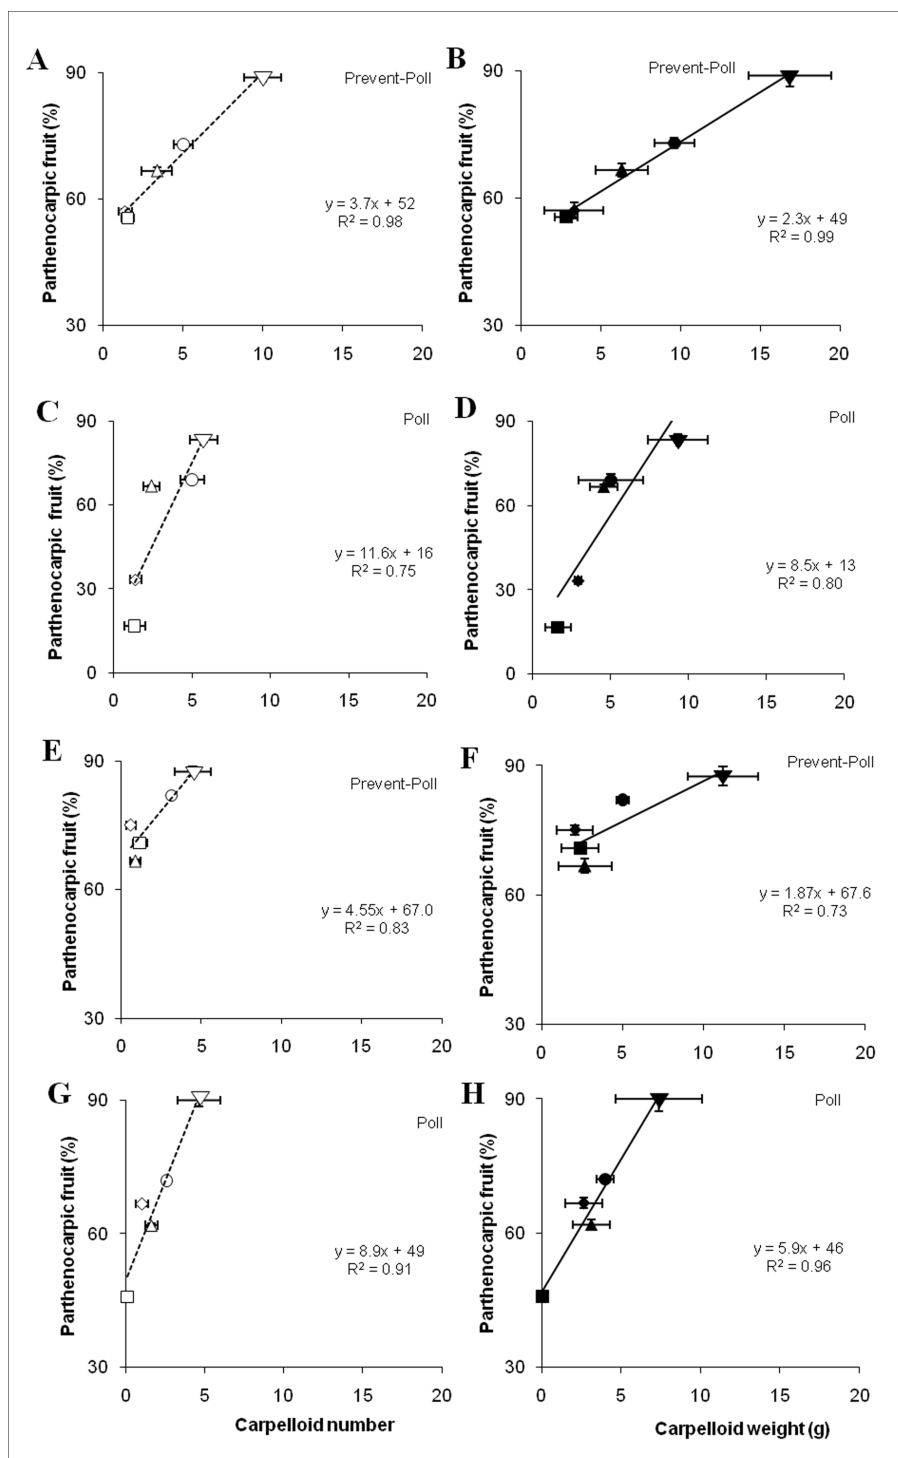 A
Parthenocarpic fruit (%)
90
60
30
0 5 10 15 20
Prevent-Poll
y = 3.7x + 52
R² = 0.98
B
Parthenocarpic fruit (%)
90
60
30
0 5 10 15 20
Prevent-Poll
y = 2.3x + 49
R² = 0.99
C
Parthenocarpic fruit (%)
90
60
30
0
0 5 10 15 20
Poll
y = 11.6x + 16
R² = 0.75
D
Parthenocarpic fruit (%)
90
60
30
0
0 5 10 15 20
Poll
y = 8.5x + 13
R² = 0.80
E
Parthenocarpic fruit (%)
90
60
30
0 5 10 15 20
Prevent-Poll
y = 4.55x + 67.0
R² = 0.83
F
Parthenocarpic fruit (%)
90
60
30
0 5 10 15 20
Prevent-Poll
y = 1.87x + 67.6
R² = 0.73
G
Parthenocarpic fruit (%)
90
60
30
0 5 10 15 20
Poll
y = 8.9x + 49
R² = 0.91
Carpelloid number
H
Parthenocarpic fruit (%)
90
60
30
0 5 10 15 20
Poll
y = 5.9x + 46
R² = 0.96
Carpelloid weight (g)